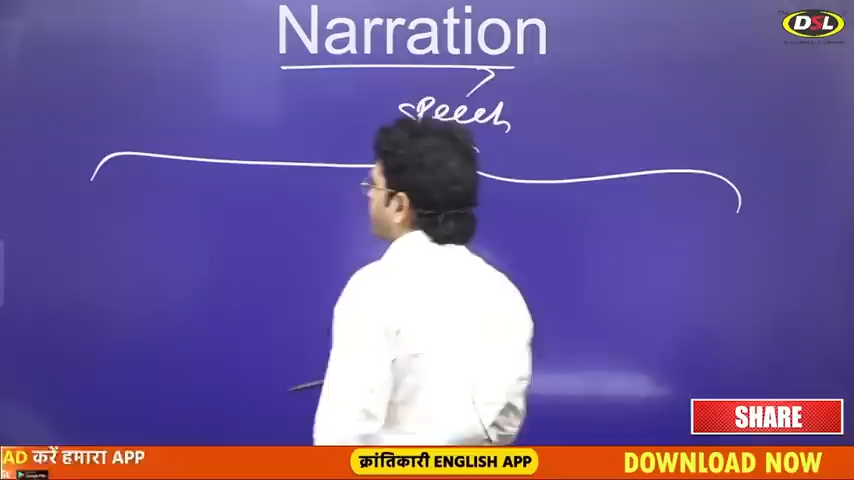 Narration
DSL
speech
SHARE
AD करें हमारा APP
क्रांतिकारी ENGLISH APP
DOWNLOAD NOW